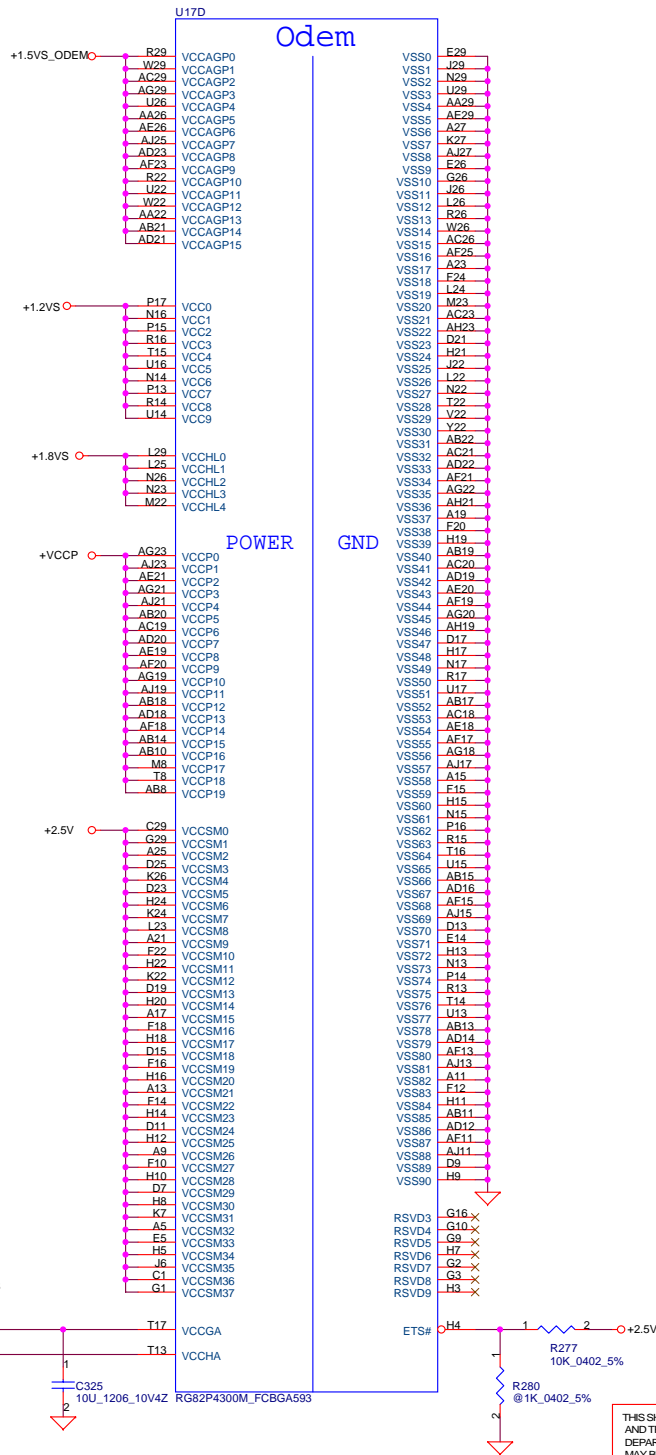 U17D
Odem
+1.5VS_ODEM
R29 VCCAGP0
W29 VCCAGP1
AC29 VCCAGP2
AG29 VCCAGP3
U26 VCCAGP4
AA26 VCCAGP5
AE26 VCCAGP6
AJ25 VCCAGP7
AD23 VCCAGP8
AF23 VCCAGP9
R22 VCCAGP10
U22 VCCAGP11
W22 VCCAGP12
AA22 VCCAGP13
AB21 VCCAGP14
AD21 VCCAGP15
+1.2VS
P17 VCC0
N16 VCC1
P15 VCC2
R16 VCC3
T15 VCC4
U16 VCC5
N14 VCC6
P13 VCC7
R14 VCC8
U14 VCC9
+1.8VS
L29 VCCHL0
L25 VCCHL1
N26 VCCHL2
N23 VCCHL3
M22 VCCHL4
POWER
GND
+VCCP
AG23 VCCP0
AJ23 VCCP1
AE21 VCCP2
AG21 VCCP3
AJ21 VCCP4
AB20 VCCP5
AC19 VCCP6
AD20 VCCP7
AE19 VCCP8
AF20 VCCP9
AG19 VCCP10
AJ19 VCCP11
AB18 VCCP12
AD18 VCCP13
AF18 VCCP14
AB14 VCCP15
AB10 VCCP16
M8 VCCP17
T8 VCCP18
AB8 VCCP19
+2.5V
C29 VCCSM0
G29 VCCSM1
A25 VCCSM2
D25 VCCSM3
K26 VCCSM4
D23 VCCSM5
H24 VCCSM6
K24 VCCSM7
L23 VCCSM8
A21 VCCSM9
F22 VCCSM10
H22 VCCSM11
K22 VCCSM12
D19 VCCSM13
H20 VCCSM14
A17 VCCSM15
F18 VCCSM16
H18 VCCSM17
D15 VCCSM18
F16 VCCSM19
H16 VCCSM20
A13 VCCSM21
F14 VCCSM22
H14 VCCSM23
D11 VCCSM24
H12 VCCSM25
A9 VCCSM26
F10 VCCSM27
H10 VCCSM28
D7 VCCSM29
H8 VCCSM30
K7 VCCSM31
A5 VCCSM32
E5 VCCSM33
H5 VCCSM34
J6 VCCSM35
C1 VCCSM36
G1 VCCSM37
T17 VCCGA
T13 VCCHA
1
C325
10U_1206_10V4Z
2
RG82P4300M_FCBGA593
VSS0 E29
VSS1 J29
VSS2 N29
VSS3 U29
VSS4 AA29
VSS5 AE29
VSS6 A27
VSS7 K27
VSS8 AJ27
VSS9 E26
VSS10 G26
VSS11 J26
VSS12 L26
VSS13 R26
VSS14 W26
VSS15 AC26
VSS16 AF25
VSS17 A23
VSS18 F24
VSS19 L24
VSS20 M23
VSS21 AC23
VSS22 AH23
VSS23 D21
VSS24 H21
VSS25 J22
VSS26 L22
VSS27 N22
VSS28 T22
VSS29 V22
VSS30 Y22
VSS31 AB22
VSS32 AC21
VSS33 AD22
VSS34 AF21
VSS35 AG22
VSS36 AH21
VSS37 A19
VSS38 F20
VSS39 H19
VSS40 AB19
VSS41 AC20
VSS42 AD19
VSS43 AE20
VSS44 AF19
VSS45 AG20
VSS46 AH19
VSS47 D17
VSS48 H17
VSS49 N17
VSS50 R17
VSS51 U17
VSS52 AB17
VSS53 AC18
VSS54 AE18
VSS55 AF17
VSS56 AG18
VSS57 AJ17
VSS58 A15
VSS59 F15
VSS60 H15
VSS61 N15
VSS62 P16
VSS63 R15
VSS64 T16
VSS65 U15
VSS66 AB15
VSS67 AD16
VSS68 AF15
VSS69 AJ15
VSS70 D13
VSS71 E14
VSS72 H13
VSS73 N13
VSS74 P14
VSS75 R13
VSS76 T14
VSS77 U13
VSS78 AB13
VSS79 AD14
VSS80 AF13
VSS81 AJ13
VSS82 A11
VSS83 F12
VSS84 H11
VSS85 AB11
VSS86 AD12
VSS87 AF11
VSS88 AJ11
VSS89 D9
VSS90 H9
RSVD3 G16
RSVD4 G10
RSVD5 G9
RSVD6 H7
RSVD7 G2
RSVD8 G3
RSVD9 H3
ETS# H4
1 2 +2.5V
R277
10K_0402_5%
1
R280
@1K_0402_5%
2
THIS SH
AND TH
DEPAR
MAY BE